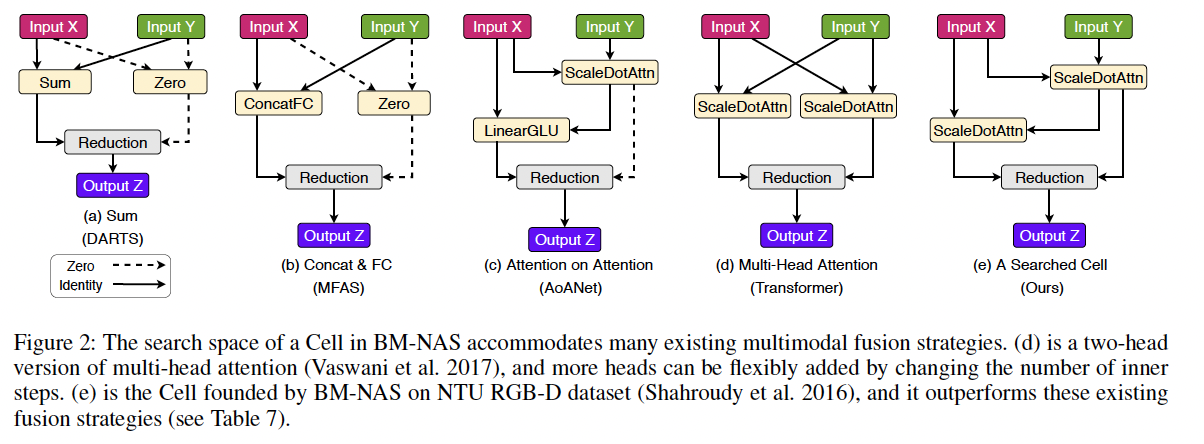 Input X Input Y
Sum Zero
Reduction
Output Z
(a) Sum
(DARTS)
Zero
Identity
Input X Input Y
ConcatFC Zero
Reduction
Output Z
(b) Concat & FC
(MFAS)
Input X Input Y
ScaleDotAttn
LinearGLU
Reduction
Output Z
(c) Attention on Attention
(AoANet)
Input X Input Y
ScaleDotAttn ScaleDotAttn
Reduction
Output Z
(d) Multi-Head Attention
(Transformer)
Input X Input Y
ScaleDotAttn
ScaleDotAttn
Reduction
Output Z
(e) A Searched Cell
(Ours)
Figure 2: The search space of a Cell in BM-NAS accommodates many existing multimodal fusion strategies. (d) is a two-head
version of multi-head attention (Vaswani et al. 2017), and more heads can be flexibly added by changing the number of inner
steps. (e) is the Cell founded by BM-NAS on NTU RGB-D dataset (Shahroudy et al. 2016), and it outperforms these existing
fusion strategies (see Table 7).